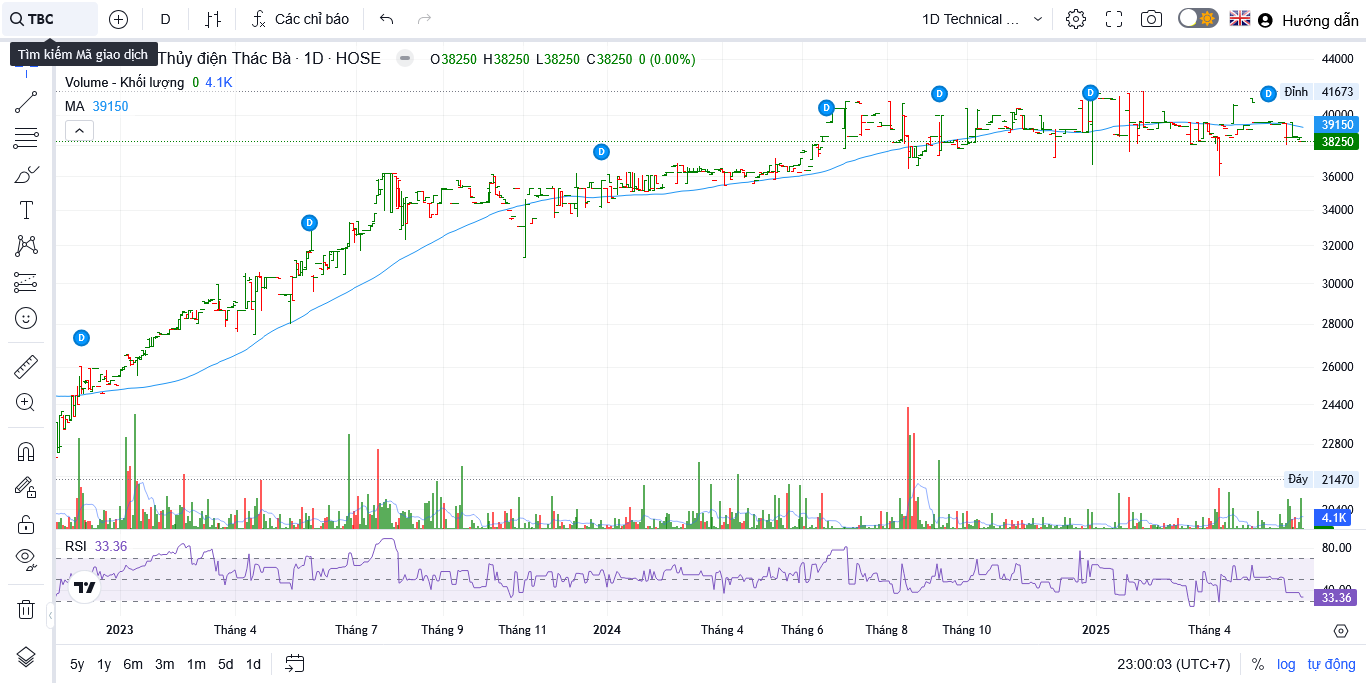 TBC
D
Các chỉ báo
1D Technical ...
Hướng dẫn
Tìm kiếm Mã giao dịch
Thủy điện Thác Bà · 1D · HOSE
O38250 H38250 L38250 C38250 0 (0.00%)
Volume - Khối lượng 0 4.1K
MA 39150
44000
Đỉnh 41673
40000
39150
38250
36000
34000
32000
30000
28000
26000
24400
22800
Đáy 21470
20400
4.1K
D
D
D
D
D
D
D
RSI 33.36
80.00
40.00
33.36
2023
Tháng 4
Tháng 7
Tháng 9
Tháng 11
2024
Tháng 4
Tháng 6
Tháng 8
Tháng 10
2025
Tháng 4
5y 1y 6m 3m 1m 5d 1d
23:00:03 (UTC+7)
% log tự động